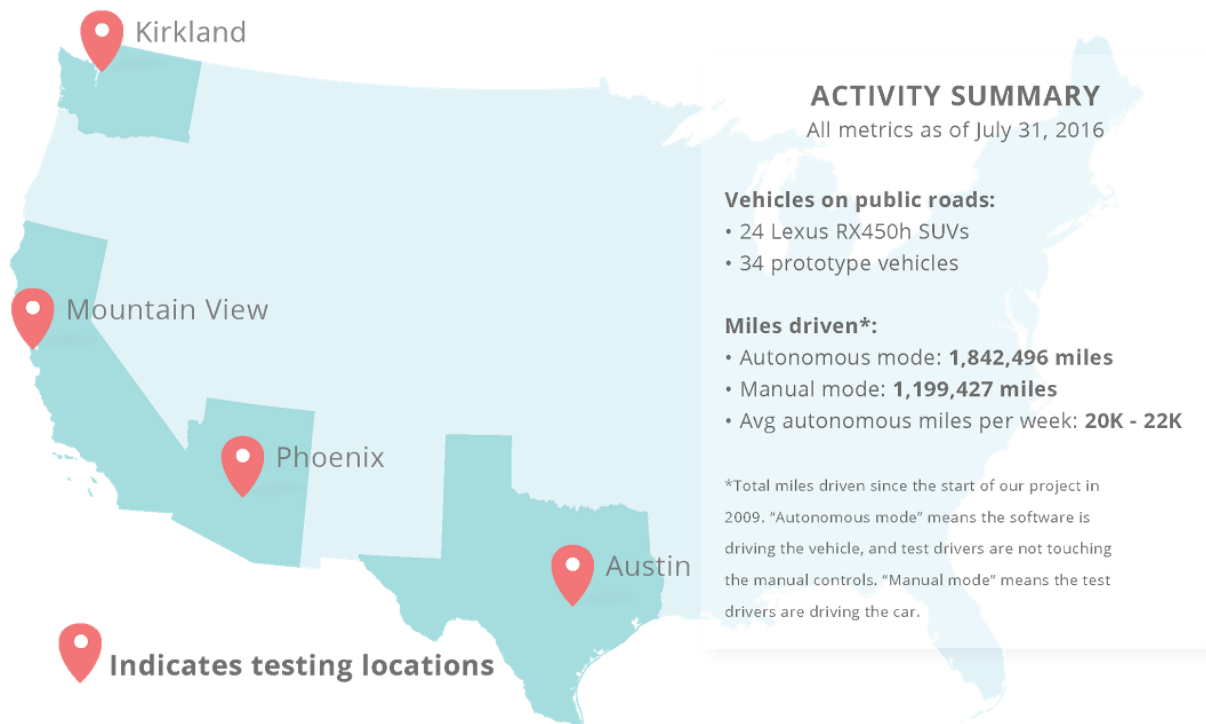 Kirkland
Mountain View
Phoenix
Austin
Indicates testing locations
ACTIVITY SUMMARY
All metrics as of July 31, 2016
Vehicles on public roads:
• 24 Lexus RX450h SUVs
• 34 prototype vehicles
Miles driven*:
• Autonomous mode: 1,842,496 miles
• Manual mode: 1,199,427 miles
• Avg autonomous miles per week: 20K - 22K
*Total miles driven since the start of our project in
2009. “Autonomous mode” means the software is
driving the vehicle, and test drivers are not touching
the manual controls. “Manual mode” means the test
drivers are driving the car.